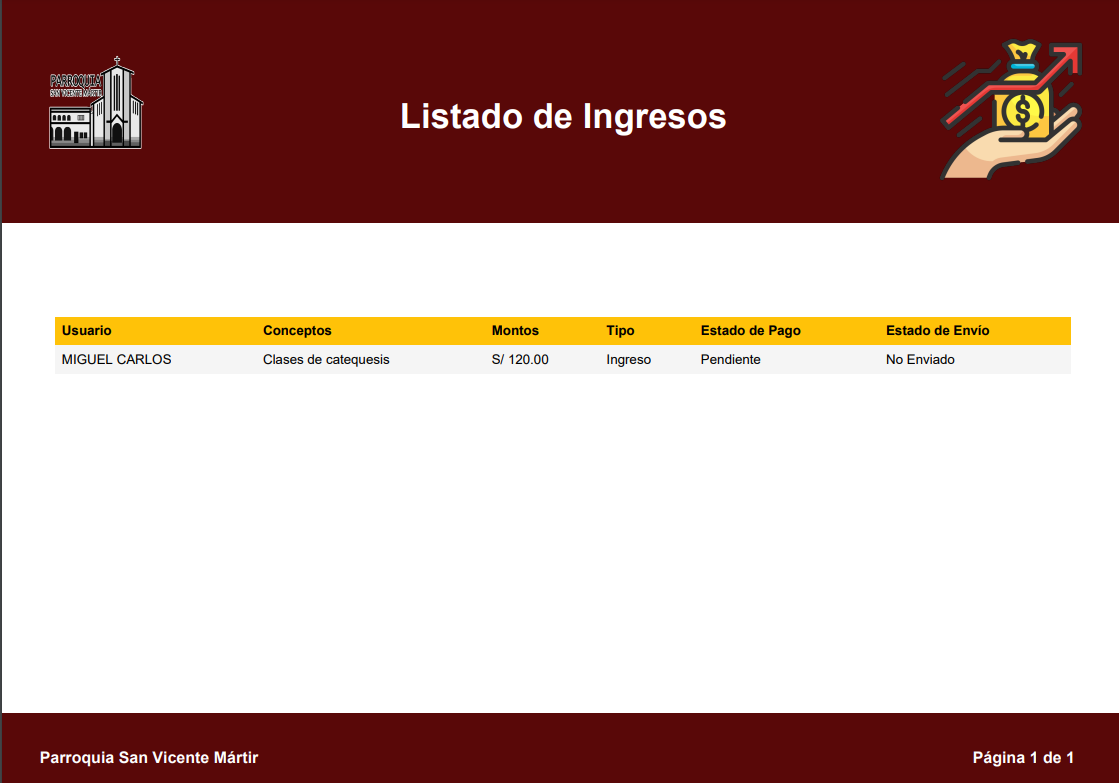 PARROQUIA
SAN VICENTE MARTIR
Listado de Ingresos
$
Usuario Conceptos Montos Tipo Estado de Pago Estado de Envío
MIGUEL CARLOS Clases de catequesis S/ 120.00 Ingreso Pendiente No Enviado
Parroquia San Vicente Mártir Página 1 de 1